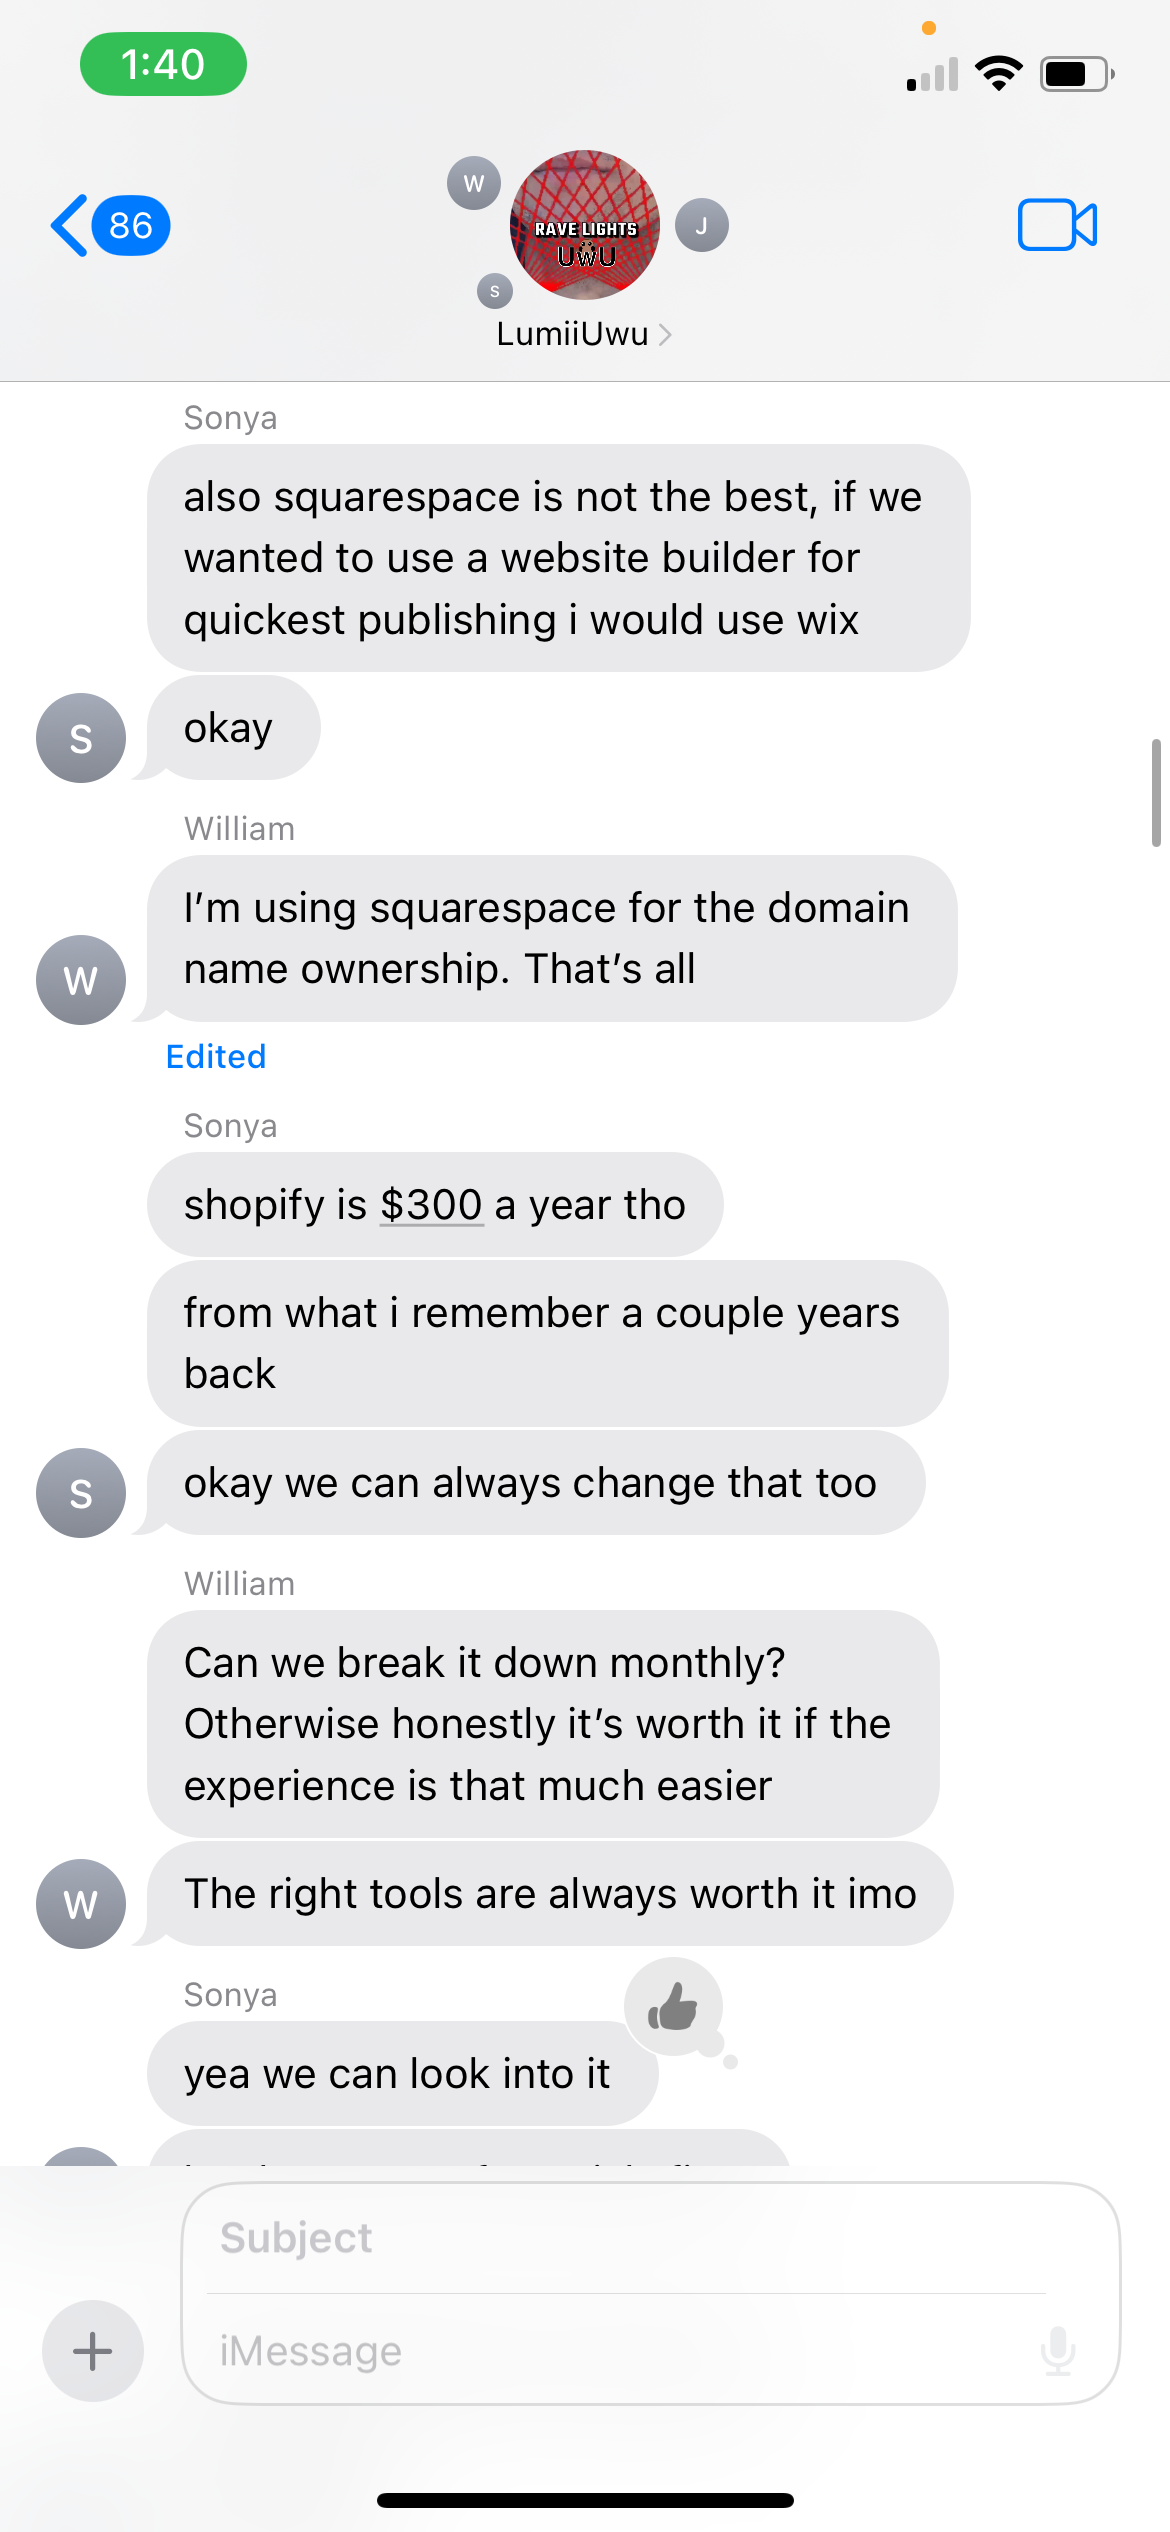 1:40
86
W
RAVE LIGHTS
UWU
J
S
LumiiUwu
Sonya
also squarespace is not the best, if we
wanted to use a website builder for
quickest publishing i would use wix
okay
S
William
I’m using squarespace for the domain
name ownership. That’s all
W
Edited
Sonya
shopify is $300 a year tho
from what i remember a couple years
back
okay we can always change that too
S
William
Can we break it down monthly?
Otherwise honestly it’s worth it if the
experience is that much easier
The right tools are always worth it imo
W
Sonya
yea we can look into it
Subject
iMessage